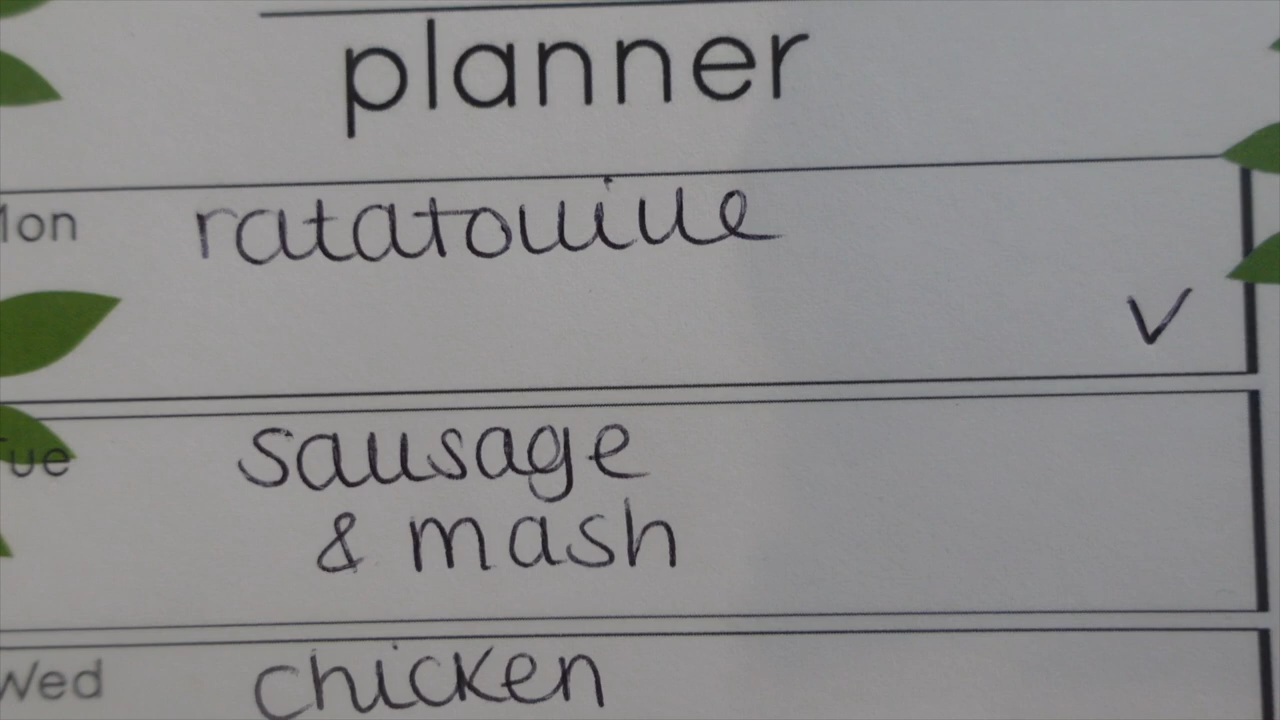 planner
Mon
ratatouille
V
Tue
sausage
& mash
Wed
chicken